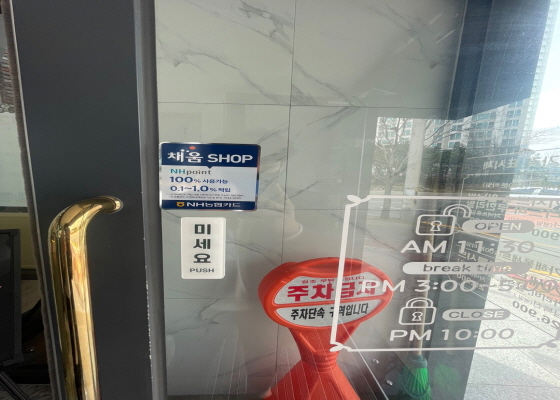 채움 SHOP
NHpoint
100% 사용가능
0.1~1.0% 적립
NH농협카드
미세요
PUSH
주차금지
주차단속 구역입니다
OPEN
AM 11:30
break time
PM 3:00-5:00
CLOSE
PM 10:00